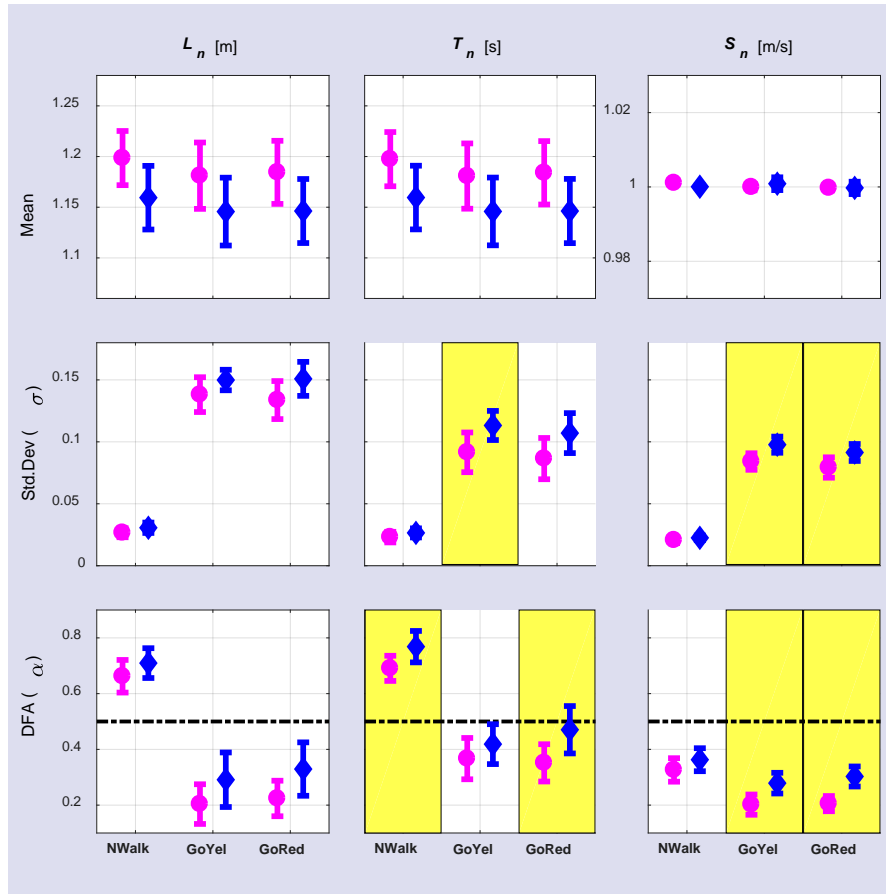 L n [m]
T n [s]
S n [m/s]
Mean
1.25
1.2
1.15
1.1
1.02
1
0.98
Std.Dev ( σ)
0.15
0.1
0.05
0
DFA ( α)
0.8
0.6
0.4
0.2
NWalk GoYel GoRed
NWalk GoYel GoRed
NWalk GoYel GoRed